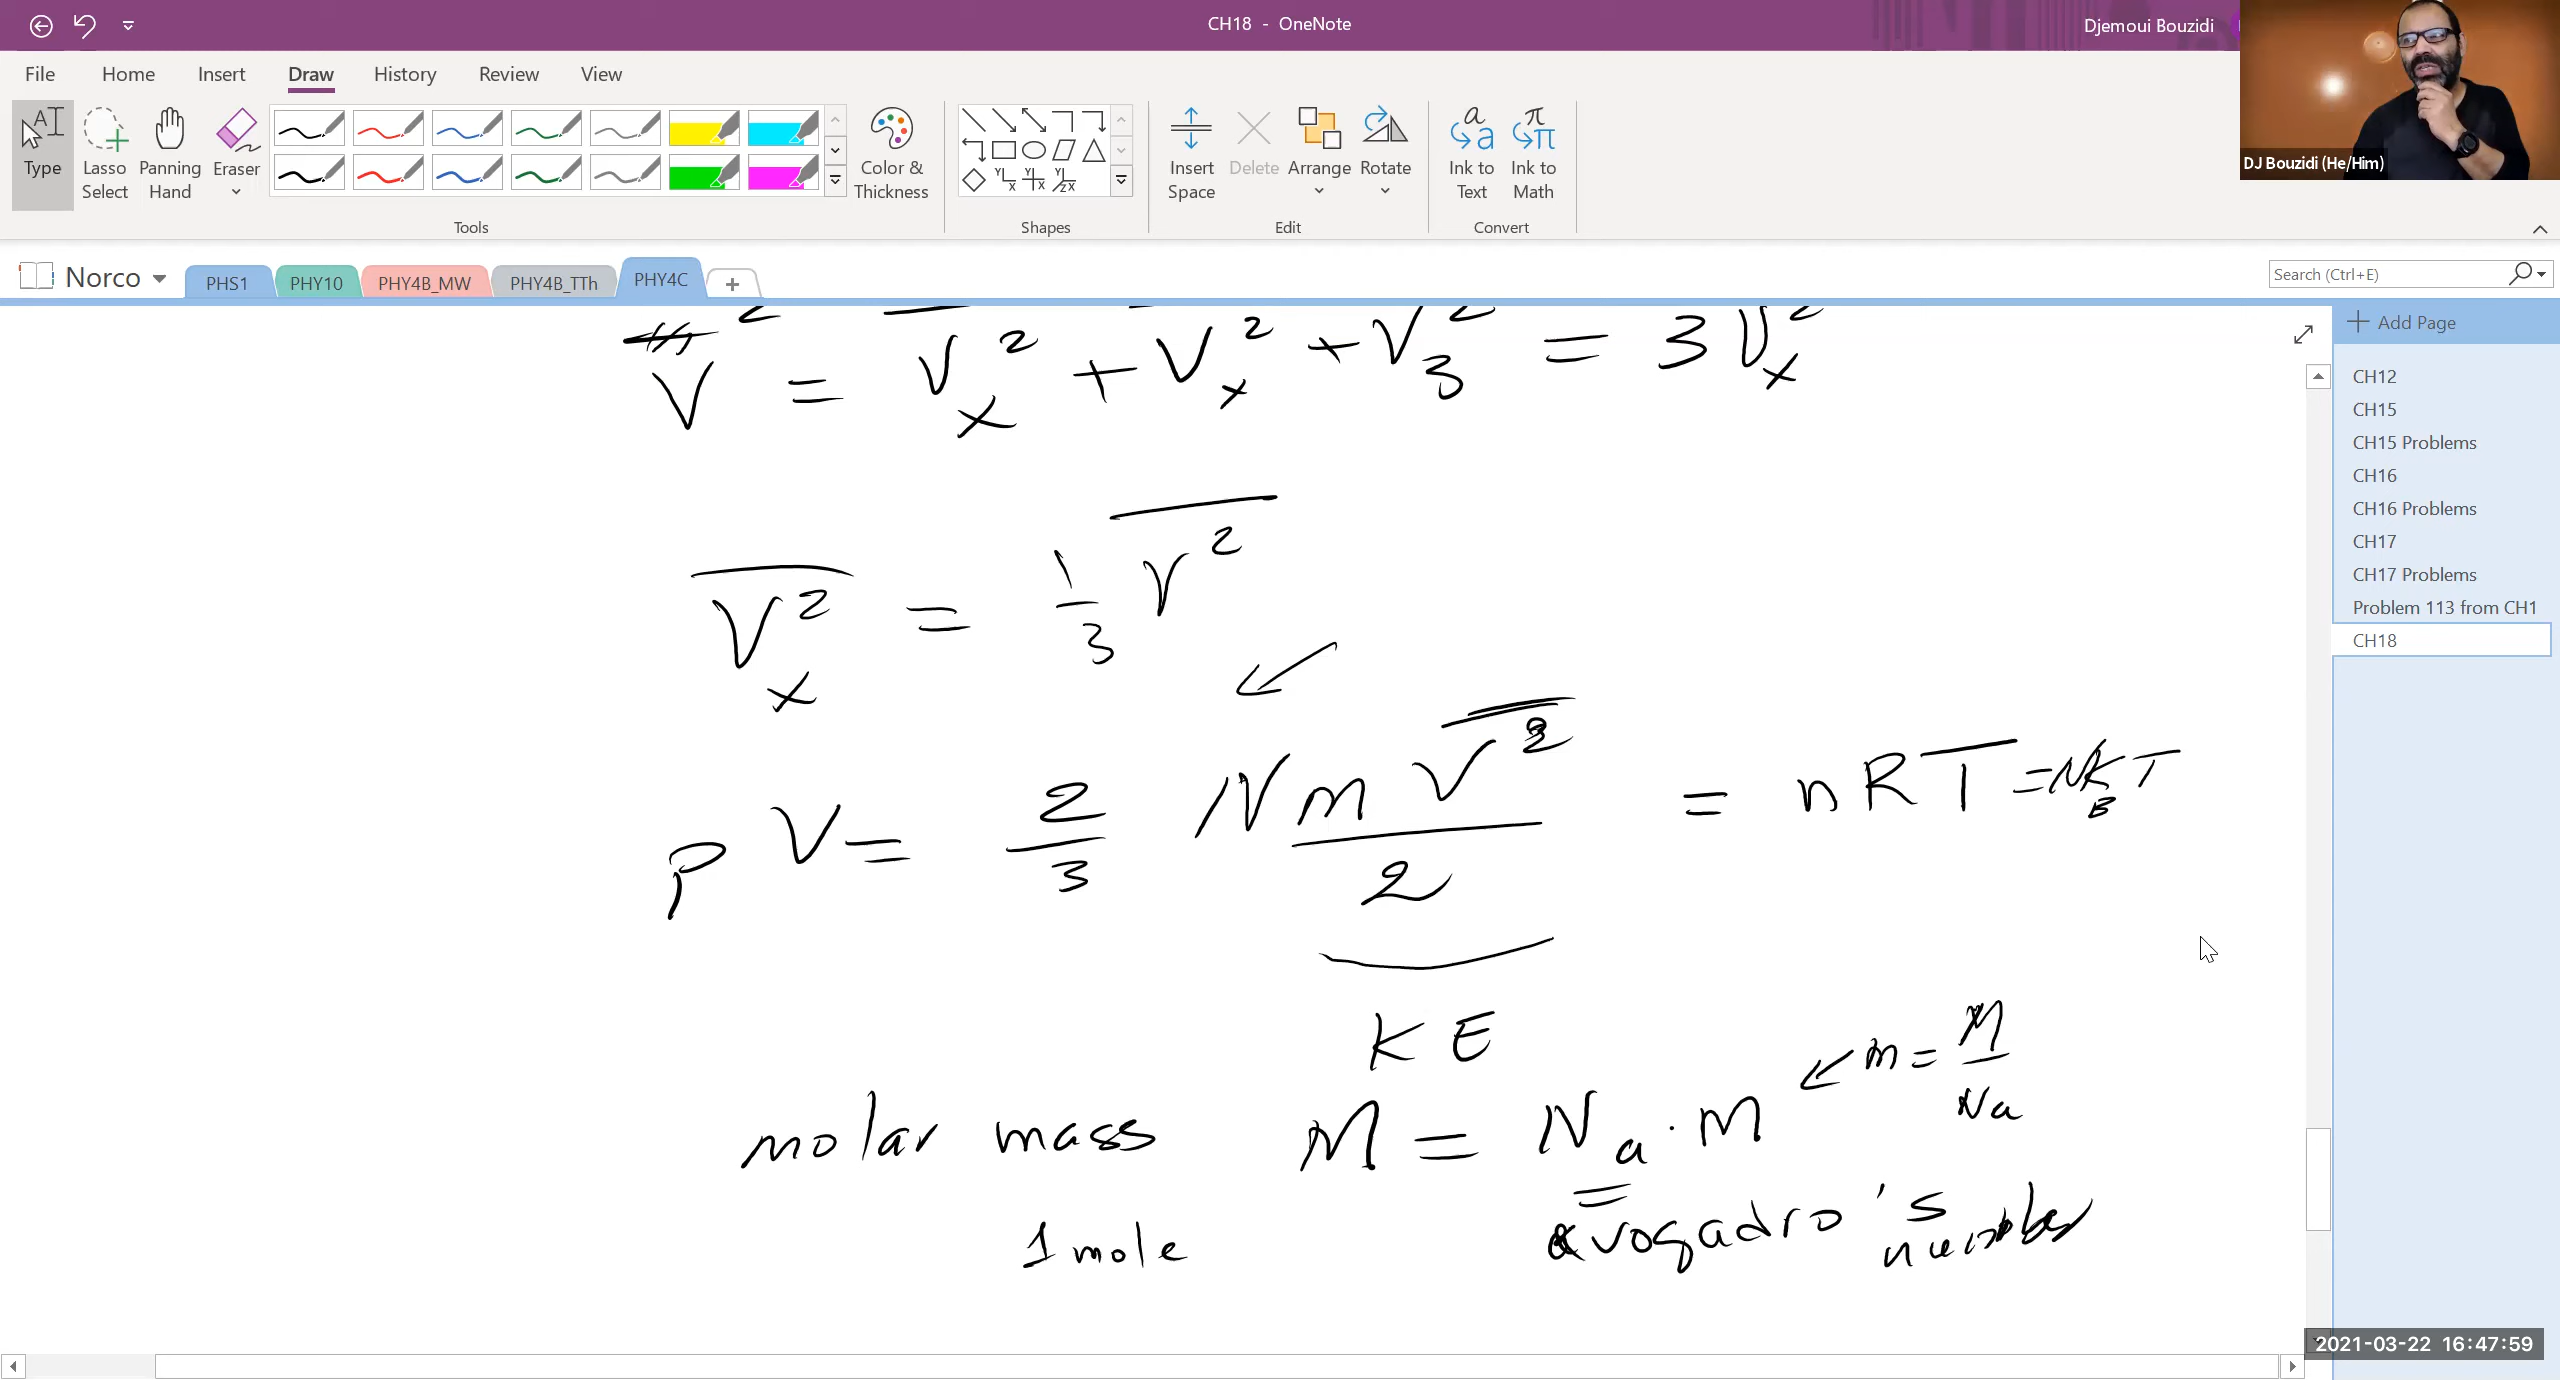 CH18 - OneNote
Djemoui Bouzidi
File Home Insert Draw History Review View
Type
Lasso Select
Panning Hand
Eraser
Color & Thickness
Insert Space
Delete
Arrange
Rotate
Ink to Text
Ink to Math
Tools
Shapes
Edit
Convert
DJ Bouzidi (He/Him)
Norco PHS1 PHY10 PHY4B_MW PHY4B_TTh PHY4C
Search (Ctrl+E)
V² = Vx² + Vx² + V3² = 3 Vx²
Vx² = 1/3 V²
PV = 2/3 N m V²/2 = nRT = NK_B T
KE
m = M/Na
molar mass M = Na · m
1 mole avogadro's number
Add Page
CH12
CH15
CH15 Problems
CH16
CH16 Problems
CH17
CH17 Problems
Problem 113 from CH1
CH18
2021-03-22 16:47:59